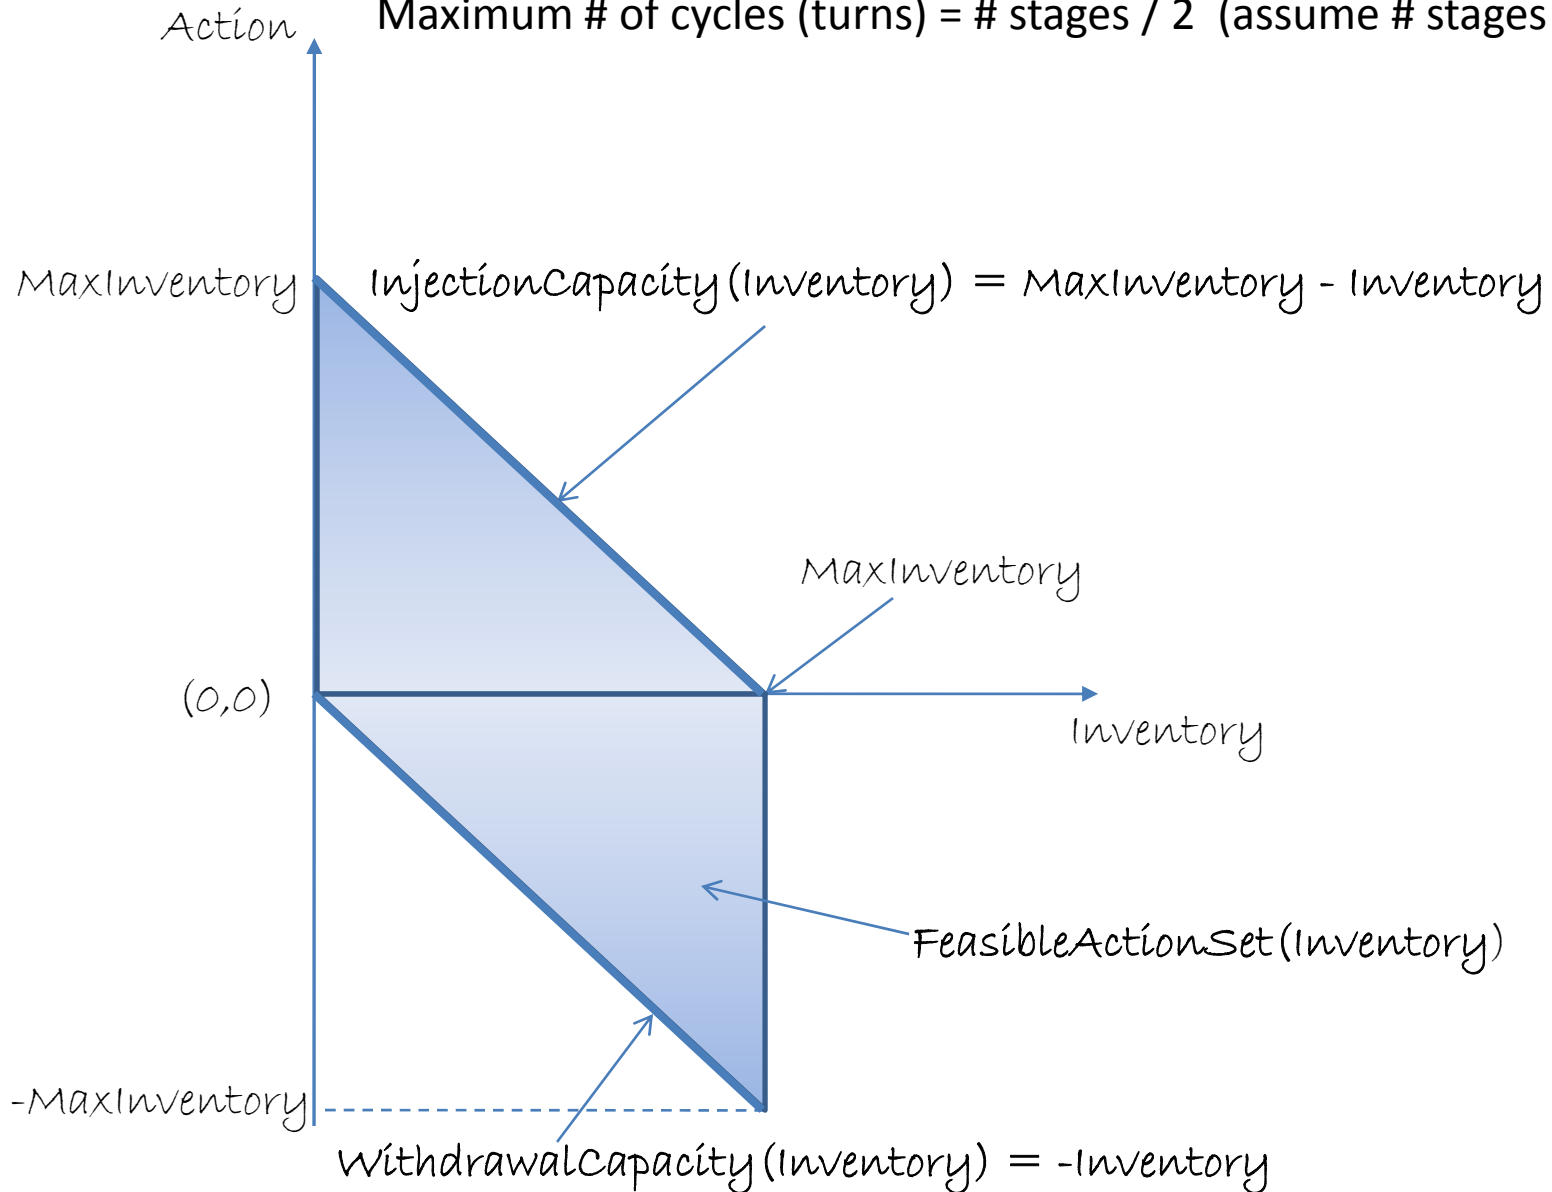 Maximum # of cycles (turns) = # stages / 2 (assume # stages
Action
MaxInventory
InjectionCapacity(Inventory) = MaxInventory - Inventory
MaxInventory
(0,0)
Inventory
FeasibleActionSet(Inventory)
-MaxInventory
WithdrawalCapacity(Inventory) = -Inventory